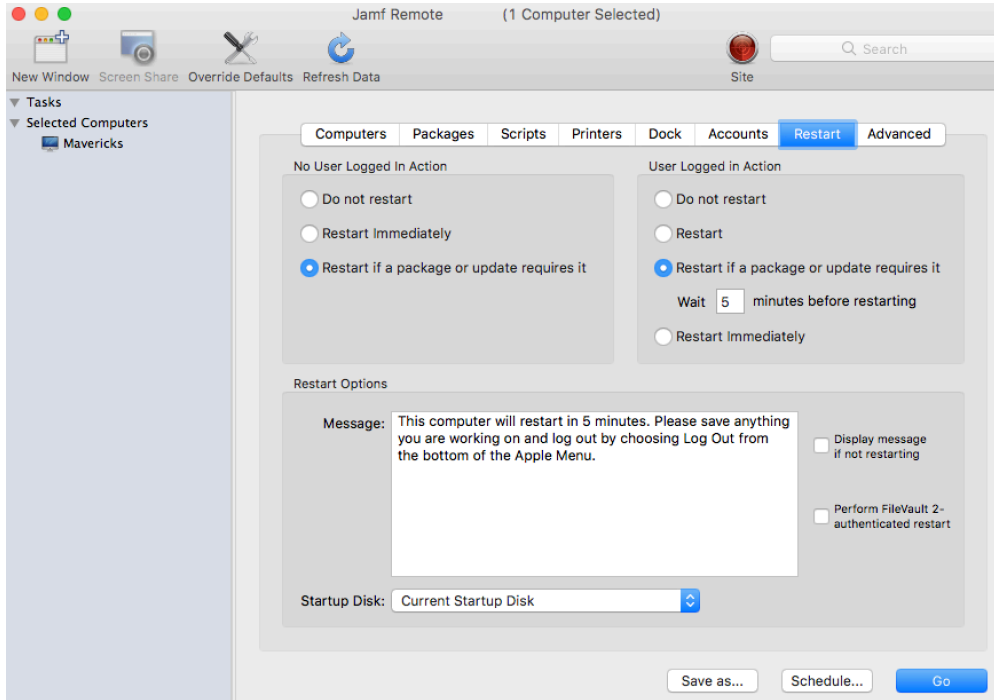 Jamf Remote (1 Computer Selected)
New Window Screen Share Override Defaults Refresh Data Site Search
Tasks
Selected Computers
Mavericks
Computers Packages Scripts Printers Dock Accounts Restart Advanced
No User Logged In Action
Do not restart
Restart Immediately
Restart if a package or update requires it
User Logged in Action
Do not restart
Restart
Restart if a package or update requires it
Wait 5 minutes before restarting
Restart Immediately
Restart Options
Message:
This computer will restart in 5 minutes. Please save anything
you are working on and log out by choosing Log Out from
the bottom of the Apple Menu.
Display message
if not restarting
Perform FileVault 2-
authenticated restart
Startup Disk: Current Startup Disk
Save as... Schedule... Go